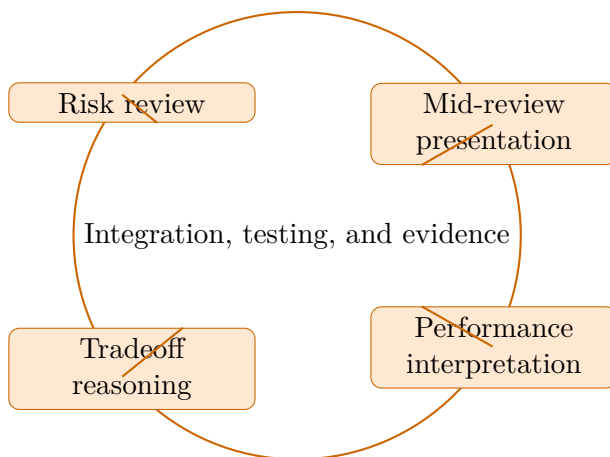 Risk review
Mid-review
presentation
Integration, testing, and evidence
Tradeoff
reasoning
Performance
interpretation